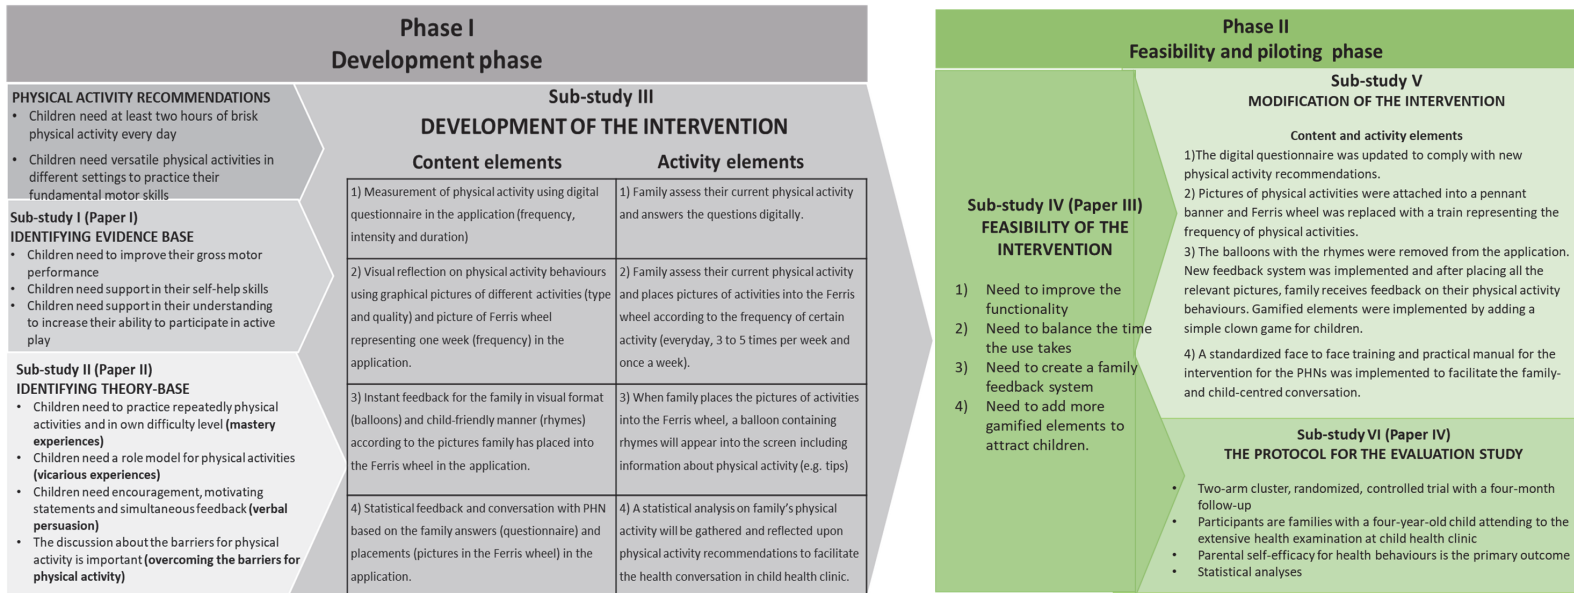 Phase I
Development phase
PHYSICAL ACTIVITY RECOMMENDATIONS
• Children need at least two hours of brisk
physical activity every day
• Children need versatile physical activities in
different settings to practice their
fundamental motor skills
Sub-study I (Paper I)
IDENTIFYING EVIDENCE BASE
• Children need to improve their gross motor
performance
• Children need support in their self-help skills
• Children need support in their understanding
to increase their ability to participate in active
play
Sub-study II (Paper II)
IDENTIFYING THEORY-BASE
• Children need to practice repeatedly physical
activities and in own difficulty level (mastery
experiences)
• Children need a role model for physical activities
(vicarious experiences)
• Children need encouragement, motivating
statements and simultaneous feedback (verbal
persuasion)
• The discussion about the barriers for physical
activity is important (overcoming the barriers for
physical activity)
Sub-study III
DEVELOPMENT OF THE INTERVENTION
Content elements
Activity elements
1) Measurement of physical activity using digital
questionnaire in the application (frequency,
intensity and duration)
1) Family assess their current physical activity
and answers the questions digitally.
2) Visual reflection on physical activity behaviours
using graphical pictures of different activities (type
and quality) and picture of Ferris wheel
representing one week (frequency) in the
application.
2) Family assess their current physical activity
and places pictures of activities into the Ferris
wheel according to the frequency of certain
activity (everyday, 3 to 5 times per week and
once a week).
3) Instant feedback for the family in visual format
(balloons) and child-friendly manner (rhymes)
according to the pictures family has placed into
the Ferris wheel in the application.
3) When family places the pictures of activities
into the Ferris wheel, a balloon containing
rhymes will appear into the screen including
information about physical activity (e.g. tips)
4) Statistical feedback and conversation with PHN
based on the family answers (questionnaire) and
placements (pictures in the Ferris wheel) in the
application.
4) A statistical analysis on family's physical
activity will be gathered and reflected upon
physical activity recommendations to facilitate
the health conversation in child health clinic.
Phase II
Feasibility and piloting phase
Sub-study IV (Paper III)
FEASIBILITY OF THE
INTERVENTION
1) Need to improve the
functionality
2) Need to balance the time
the use takes
3) Need to create a family
feedback system
4) Need to add more
gamified elements to
attract children.
Sub-study V
MODIFICATION OF THE INTERVENTION
Content and activity elements
1)The digital questionnaire was updated to comply with new
physical activity recommendations.
2) Pictures of physical activities were attached into a pennant
banner and Ferris wheel was replaced with a train representing the
frequency of physical activities.
3) The balloons with the rhymes were removed from the application.
New feedback system was implemented and after placing all the
relevant pictures, family receives feedback on their physical activity
behaviours. Gamified elements were implemented by adding a
simple clown game for children.
4) A standardized face to face training and practical manual for the
intervention for the PHNs was implemented to facilitate the family-
and child-centred conversation.
Sub-study VI (Paper IV)
THE PROTOCOL FOR THE EVALUATION STUDY
• Two-arm cluster, randomized, controlled trial with a four-month
follow-up
• Participants are families with a four-year-old child attending to the
extensive health examination at child health clinic
• Parental self-efficacy for health behaviours is the primary outcome
• Statistical analyses